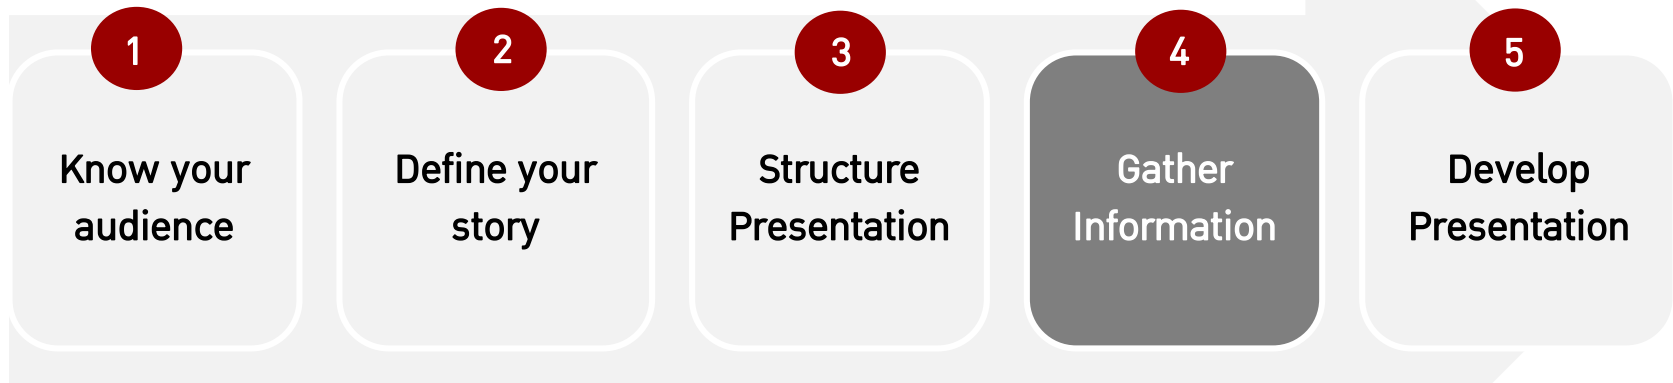 1
Know your
audience
2
Define your
story
3
Structure
Presentation
4
Gather
Information
5
Develop
Presentation